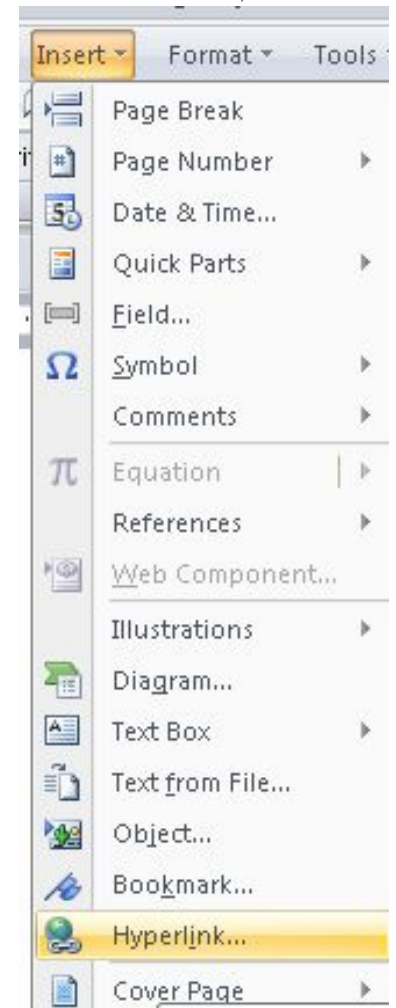 Insert Format Tools
Page Break
Page Number
Date & Time...
Quick Parts
Field...
Symbol
Comments
Equation
References
Web Component...
Illustrations
Diagram...
Text Box
Text from File...
Object...
Bookmark...
Hyperlink...
Cover Page